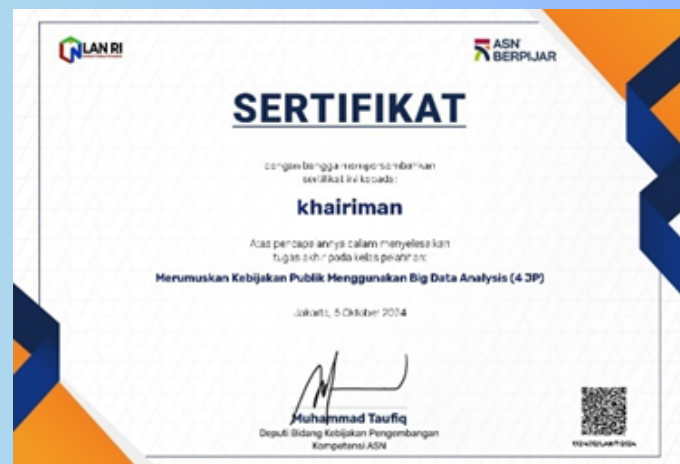 LAN RI
ASN
BERPIJAR
SERTIFIKAT
dengan bangga mempersembahkan
sertifikat ini kepada:
khairiman
Atas pencapaiannya dalam menyelesaikan
tugas akhir pada kelas pelatihan:
Merumuskan Kebijakan Publik Menggunakan Big Data Analysis (4 JP)
Jakarta, 5 Oktober 2024
Muhammad Taufiq
Deputi Bidang Kebijakan Pengembangan
Kompetensi ASN